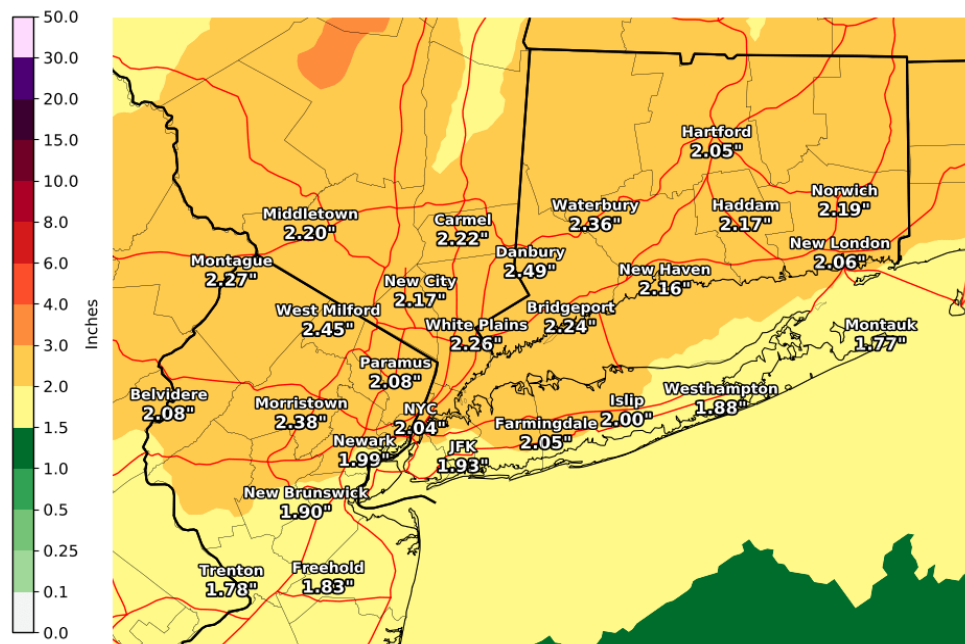 50.0
30.0
20.0
15.0
10.0
8.0
6.0
5.0
4.0
3.0
2.0
1.5
1.0
0.5
0.25
0.1
0.0
Inches
Hartford
2.05"
Middletown
2.20"
Carmel
2.22"
Waterbury
2.36"
Haddam
2.17"
Norwich
2.19"
Montague
2.27"
Danbury
2.49"
New London
2.06"
New City
2.17"
New Haven
2.16"
West Milford
2.45"
White Plains
2.26"
Bridgeport
2.24"
Montauk
1.77"
Paramus
2.08"
Belvidere
2.08"
Morristown
2.38"
NYC
2.04"
Islip
2.00"
Westhampton
1.88"
Newark
1.99"
JFK
1.93"
Farmingdale
2.05"
New Brunswick
1.90"
Trenton
1.78"
Freehold
1.83"